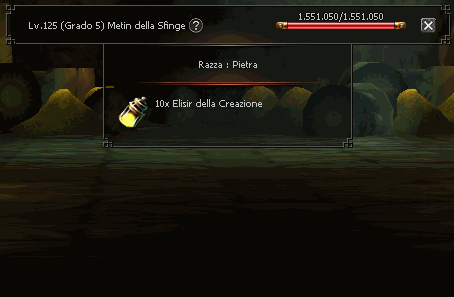 1.551.050/1.551.050
Lv.125 (Grado 5) Metin della Sfinge ?
Razza : Pietra
10x Elisir della Creazione